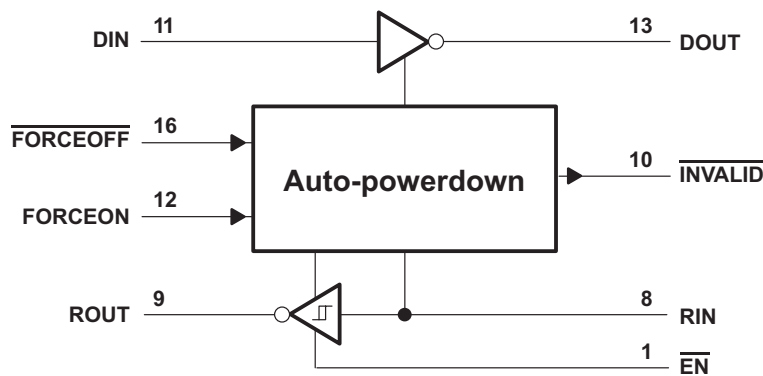 DIN 11 13 DOUT
FORCEOFF 16
Auto-powerdown
10 INVALID
FORCEON 12
ROUT 9 8 RIN
1 EN